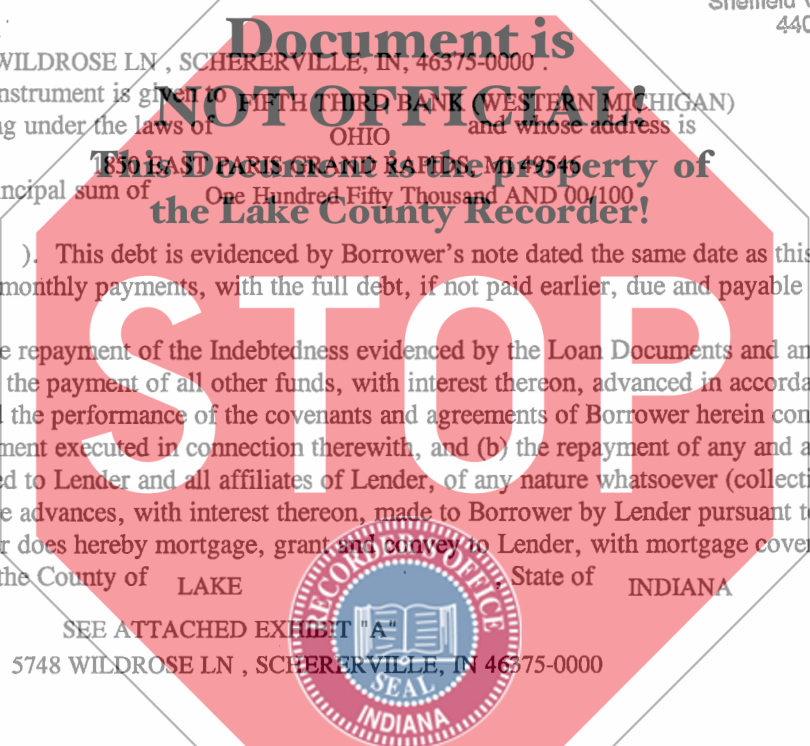 Sheffield V
440
Document is
WILDROSE LN , SCHERERVILLE, IN, 46375-0000 .
nstrument is given to FIFTH THIRD BANK (WESTERN MICHIGAN)
NOT OFFICIAL!
ng under the laws of OHIO and whose address is
1850 EAST PARIS GRAND RAPIDS, MI 49546
This Document is the property of
ncipal sum of One Hundred Fifty Thousand AND 00/100
the Lake County Recorder!
). This debt is evidenced by Borrower's note dated the same date as this
monthly payments, with the full debt, if not paid earlier, due and payable
STOP
e repayment of the Indebtedness evidenced by the Loan Documents and an
the payment of all other funds, with interest thereon, advanced in accorda
d the performance of the covenants and agreements of Borrower herein con
ment executed in connection therewith, and (b) the repayment of any and a
ed to Lender and all affiliates of Lender, of any nature whatsoever (collecti
e advances, with interest thereon, made to Borrower by Lender pursuant to
r does hereby mortgage, grant and convey to Lender, with mortgage cover
the County of LAKE , State of INDIANA
RECORDER'S OFFICE
SEE ATTACHED EXHIBIT "A"
5748 WILDROSE LN , SCHERERVILLE, IN 46375-0000
SEAL
INDIANA